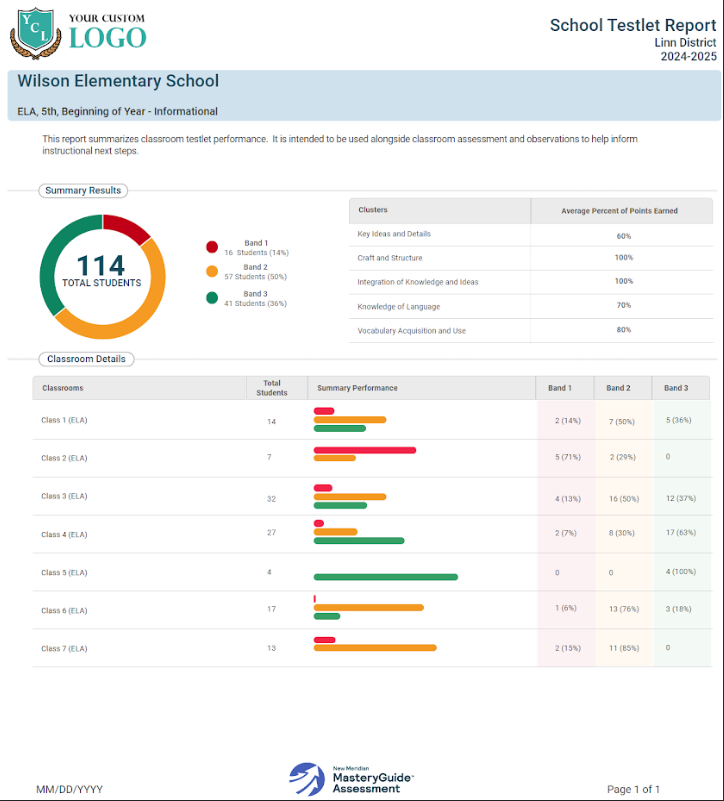 YCL
YOUR CUSTOM
LOGO
School Testlet Report
Linn District
2024-2025
Wilson Elementary School
ELA, 5th, Beginning of Year - Informational
This report summarizes classroom testlet performance. It is intended to be used alongside classroom assessment and observations to help inform
instructional next steps.
Summary Results
114
TOTAL STUDENTS
Band 1
16 Students (14%)
Band 2
57 Students (50%)
Band 3
41 Students (36%)
Clusters Average Percent of Points Earned
Key Ideas and Details 60%
Craft and Structure 100%
Integration of Knowledge and Ideas 100%
Knowledge of Language 70%
Vocabulary Acquisition and Use 80%
Classroom Details
Classrooms Total Students Summary Performance Band 1 Band 2 Band 3
Class 1 (ELA) 14 2 (14%) 7 (50%) 5 (36%)
Class 2 (ELA) 7 5 (71%) 2 (29%) 0
Class 3 (ELA) 32 4 (13%) 16 (50%) 12 (37%)
Class 4 (ELA) 27 2 (7%) 8 (30%) 17 (63%)
Class 5 (ELA) 4 0 0 4 (100%)
Class 6 (ELA) 17 1 (6%) 13 (76%) 3 (18%)
Class 7 (ELA) 13 2 (15%) 11 (85%) 0
MM/DD/YYYY
New Meridian
MasteryGuide™
Assessment
Page 1 of 1